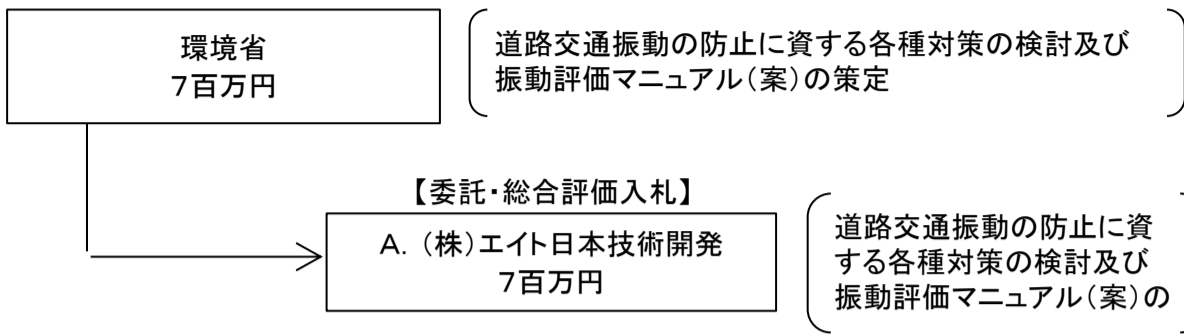 環境省
7百万円
道路交通振動の防止に資する各種対策の検討及び
振動評価マニュアル(案)の策定
【委託・総合評価入札】
A. (株)エイト日本技術開発
7百万円
道路交通振動の防止に資
する各種対策の検討及び
振動評価マニュアル(案)の